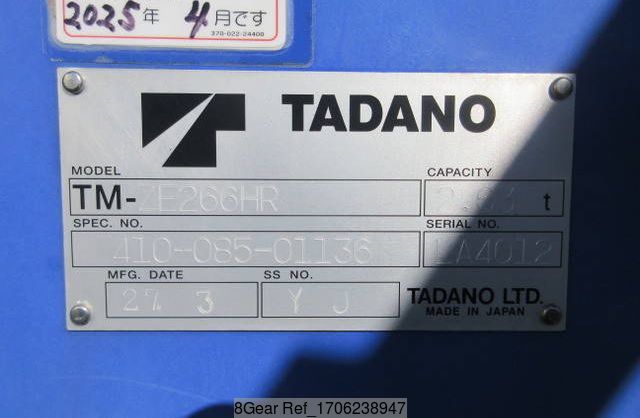 2025年 4月です
370-022-24400
TADANO
MODEL
CAPACITY
TM-ZE266HR
2.93 t
SPEC. NO.
SERIAL NO.
410-085-01136
LA4012
MFG. DATE
SS NO.
27 3
Y J
TADANO LTD.
MADE IN JAPAN
8Gear Ref_1706238947